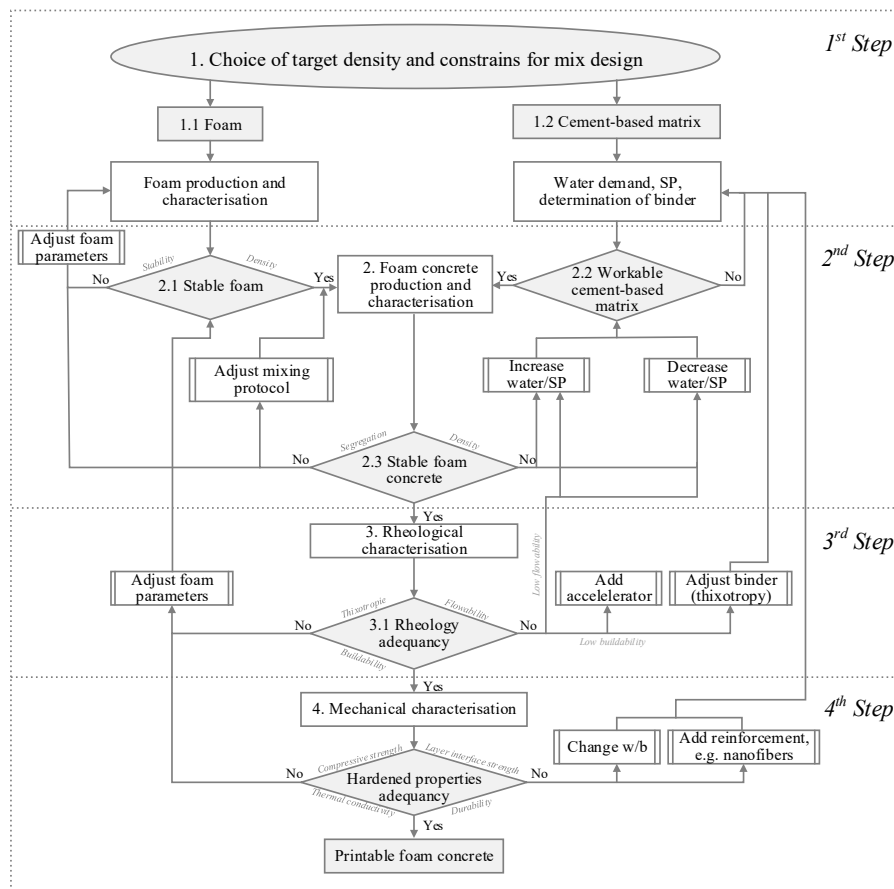 1st Step
1. Choice of target density and constrains for mix design
1.1 Foam
1.2 Cement-based matrix
Foam production and
characterisation
Water demand, SP,
determination of binder
2nd Step
Adjust foam
parameters
No
Stability
Density
2.1 Stable foam
Yes
2. Foam concrete
production and
characterisation
Yes
2.2 Workable
cement-based
matrix
No
Adjust mixing
protocol
Increase
water/SP
Decrease
water/SP
No
Segregation
Density
2.3 Stable foam
concrete
No
Yes
3rd Step
3. Rheological
characterisation
Low flowability
Adjust foam
parameters
Add
accelerator
Adjust binder
(thixotropy)
No
Thixotropie
Flowability
3.1 Rheology
adequancy
Buildability
No
Low buildability
Yes
4th Step
4. Mechanical characterisation
Change w/b
Add reinforcement,
e.g. nanofibers
No
Compressive strength
Layer interface strength
Hardened properties
adequancy
Thermal conductivity
Durability
No
Yes
Printable foam concrete